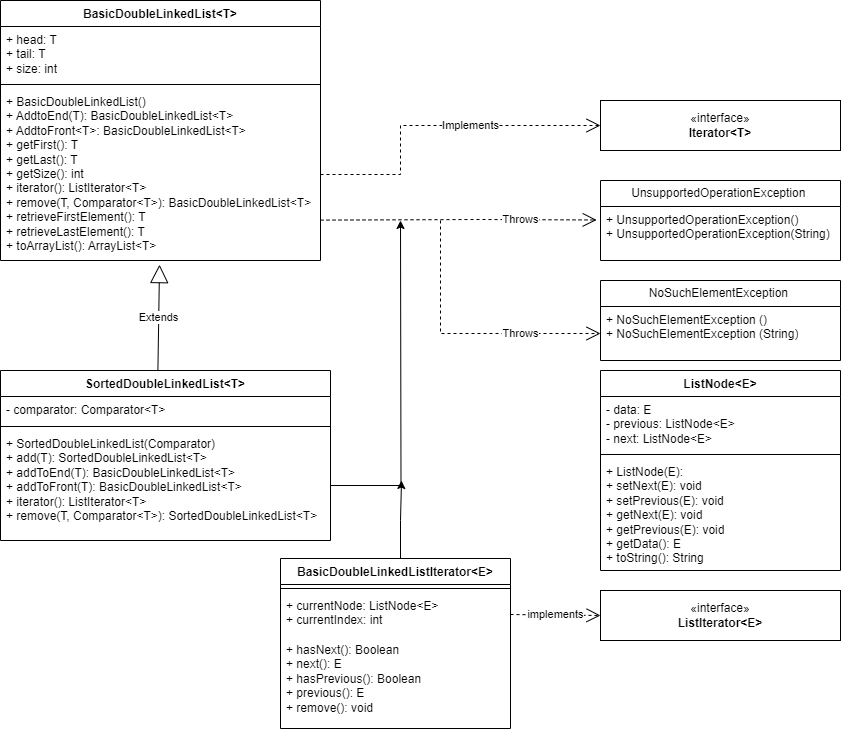 BasicDoubleLinkedList<T>
+ head: T
+ tail: T
+ size: int
+ BasicDoubleLinkedList()
+ AddtoEnd(T): BasicDoubleLinkedList<T>
+ AddtoFront<T>: BasicDoubleLinkedList<T>
+ getFirst(): T
+ getLast(): T
+ getSize(): int
+ iterator(): ListIterator<T>
+ remove(T, Comparator<T>): BasicDoubleLinkedList<T>
+ retrieveFirstElement(): T
+ retrieveLastElement(): T
+ toArrayList(): ArrayList<T>
Implements
«interface»
Iterator<T>
Throws
UnsupportedOperationException
+ UnsupportedOperationException()
+ UnsupportedOperationException(String)
Throws
NoSuchElementException
+ NoSuchElementException ()
+ NoSuchElementException (String)
Extends
SortedDoubleLinkedList<T>
- comparator: Comparator<T>
+ SortedDoubleLinkedList(Comparator)
+ add(T): SortedDoubleLinkedList<T>
+ addToEnd(T): BasicDoubleLinkedList<T>
+ addToFront(T): BasicDoubleLinkedList<T>
+ iterator(): ListIterator<T>
+ remove(T, Comparator<T>): SortedDoubleLinkedList<T>
ListNode<E>
- data: E
- previous: ListNode<E>
- next: ListNode<E>
+ ListNode(E):
+ setNext(E): void
+ setPrevious(E): void
+ getNext(E): void
+ getPrevious(E): void
+ getData(): E
+ toString(): String
BasicDoubleLinkedListIterator<E>
+ currentNode: ListNode<E>
+ currentIndex: int
+ hasNext(): Boolean
+ next(): E
+ hasPrevious(): Boolean
+ previous(): E
+ remove(): void
implements
«interface»
ListIterator<E>